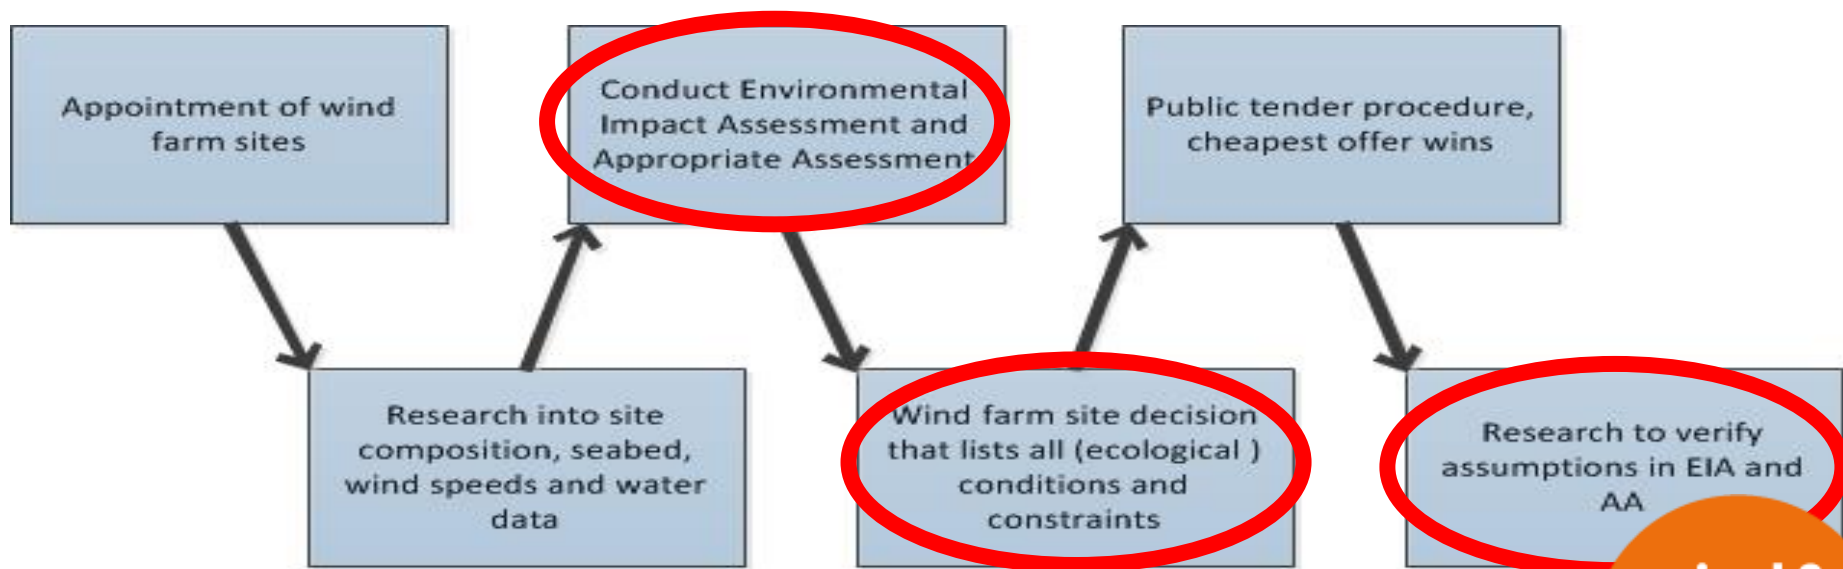 Appointment of wind
farm sites
Research into site
composition, seabed,
wind speeds and water
data
Conduct Environmental
Impact Assessment and
Appropriate Assessment
Wind farm site decision
that lists all (ecological )
conditions and
constraints
Public tender procedure,
cheapest offer wins
Research to verify
assumptions in EIA and
AA